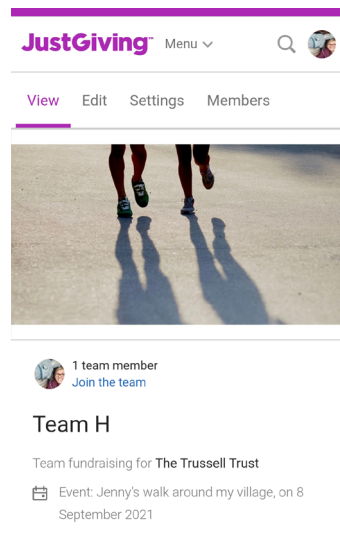 JustGiving™ Menu
View Edit Settings Members
1 team member
Join the team
Team H
Team fundraising for The Trussell Trust
Event: Jenny's walk around my village, on 8
September 2021